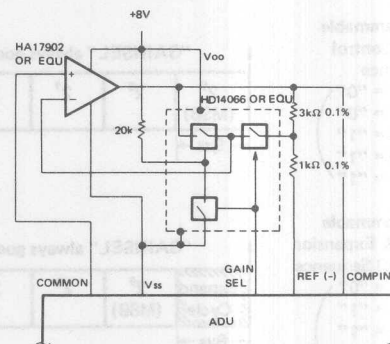 +8V
HA17902
OR EQU
VDD
+
−
HD14066 OR EQU
3kΩ 0.1%
20k
1kΩ 0.1%
COMMON
VSS
GAIN
SEL
REF (-)
COMPIN
ADU